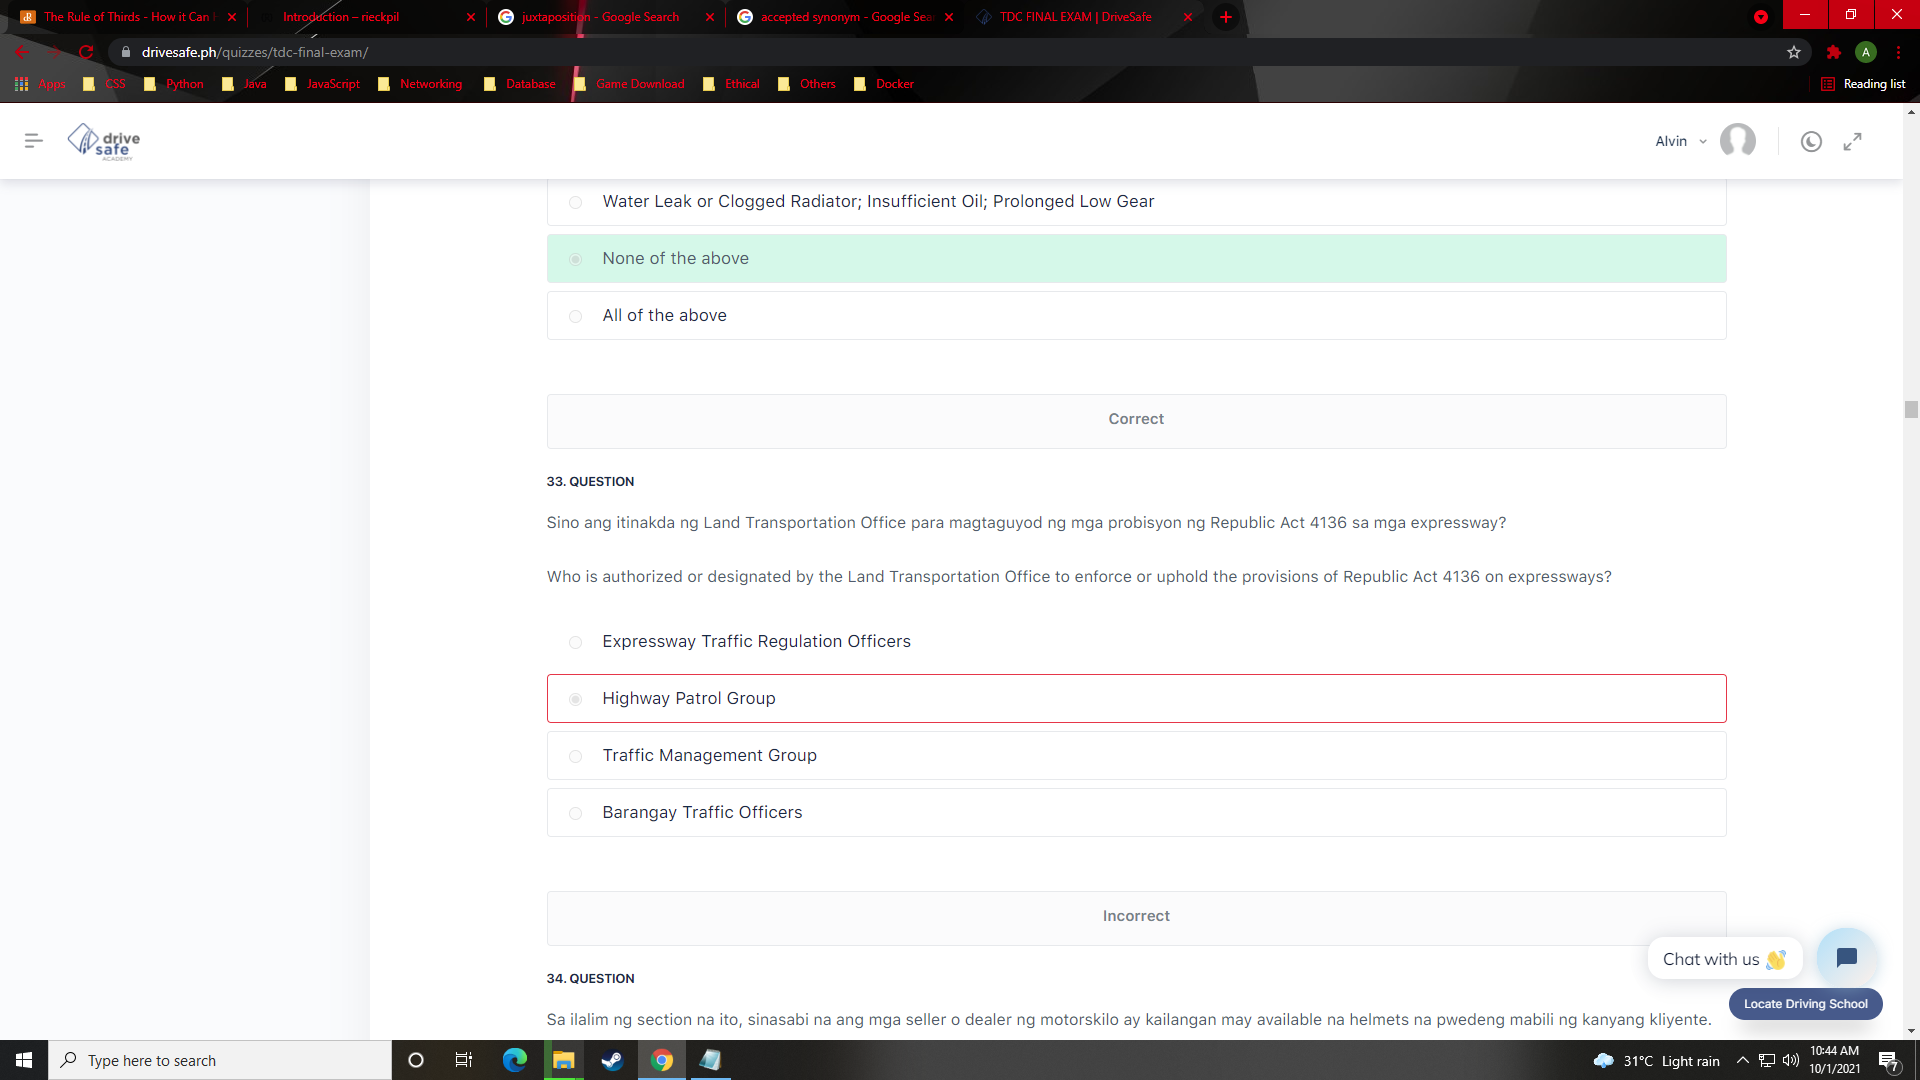 The Rule of Thirds - How it Can H
Introduction – rieckpil
juxtaposition - Google Search
accepted synonym - Google Sear
TDC FINAL EXAM | DriveSafe
drivesafe.ph/quizzes/tdc-final-exam/
A
Apps
CSS
Python
Java
JavaScript
Networking
Database
Game Download
Ethical
Others
Docker
Reading list
drive
safe
ACADEMY
Alvin
Water Leak or Clogged Radiator; Insufficient Oil; Prolonged Low Gear
None of the above
All of the above
Correct
33. QUESTION
Sino ang itinakda ng Land Transportation Office para magtaguyod ng mga probisyon ng Republic Act 4136 sa mga expressway?
Who is authorized or designated by the Land Transportation Office to enforce or uphold the provisions of Republic Act 4136 on expressways?
Expressway Traffic Regulation Officers
Highway Patrol Group
Traffic Management Group
Barangay Traffic Officers
Incorrect
Chat with us 👋
34. QUESTION
Locate Driving School
Sa ilalim ng section na ito, sinasabi na ang mga seller o dealer ng motorsiklo ay kailangan may available na helmets na pwedeng mabili ng kanyang kliyente.
Type here to search
31°C Light rain
10:44 AM
10/1/2021
7